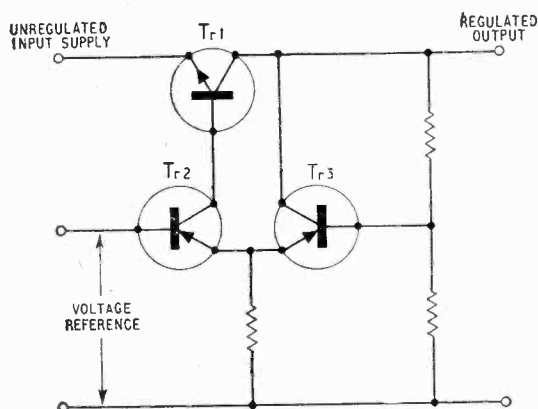 Tr1
UNREGULATED
INPUT SUPPLY
REGULATED
OUTPUT
Tr2
Tr3
VOLTAGE
REFERENCE